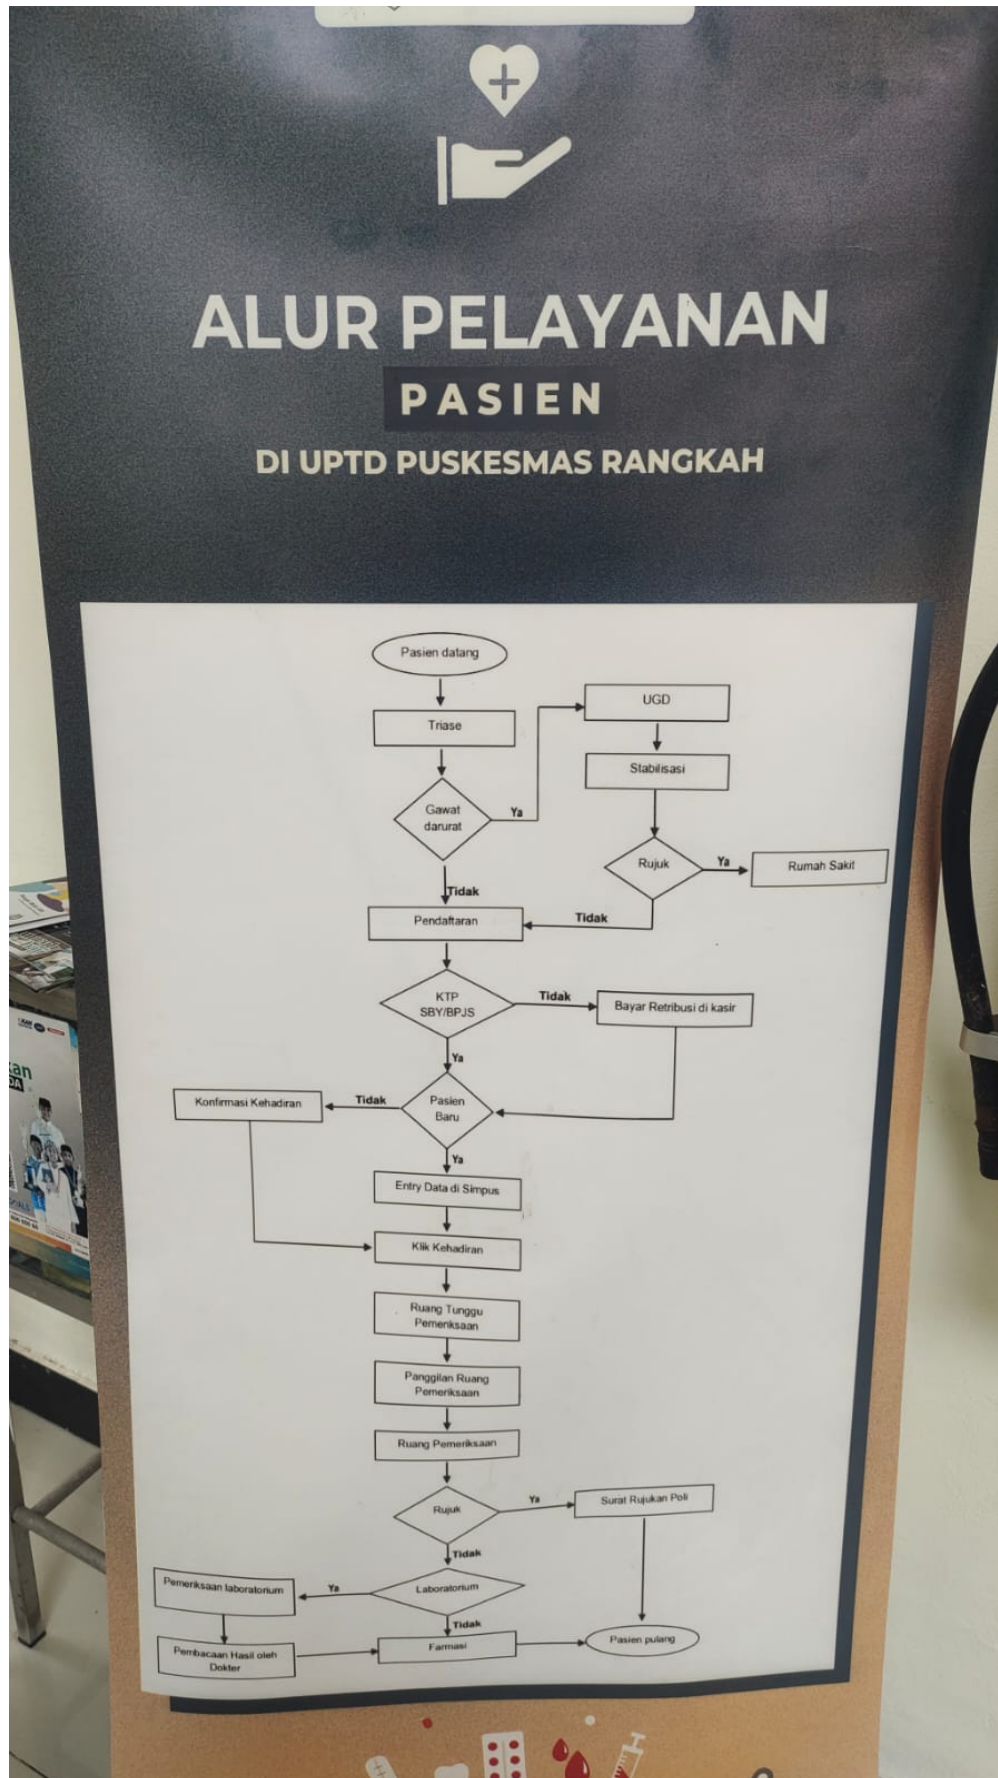 ALUR PELAYANAN
PASIEN
DI UPTD PUSKESMAS RANGKAH
Pasien datang
Triase
Gawat
darurat
Ya
UGD
Stabilisasi
Rujuk
Ya
Rumah Sakit
Tidak
Tidak
Pendaftaran
KTP
SBY/BPJS
Tidak
Bayar Retribusi di kasir
Ya
Pasien
Baru
Tidak
Konfirmasi Kehadiran
Ya
Entry Data di Simpus
Klik Kehadiran
Ruang Tunggu
Pemeriksaan
Panggilan Ruang
Pemeriksaan
Ruang Pemeriksaan
Rujuk
Ya
Surat Rujukan Poli
Tidak
Laboratorium
Ya
Pemeriksaan laboratorium
Tidak
Pembacaan Hasil oleh
Dokter
Farmasi
Pasien pulang